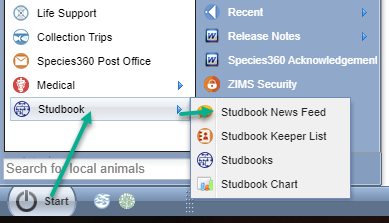 Life Support
Collection Trips
Species360 Post Office
Medical
Studbook
Search for local animals
Start
Recent
Release Notes
Species360 Acknowledgement
ZIMS Security
Studbook News Feed
Studbook Keeper List
Studbooks
Studbook Chart